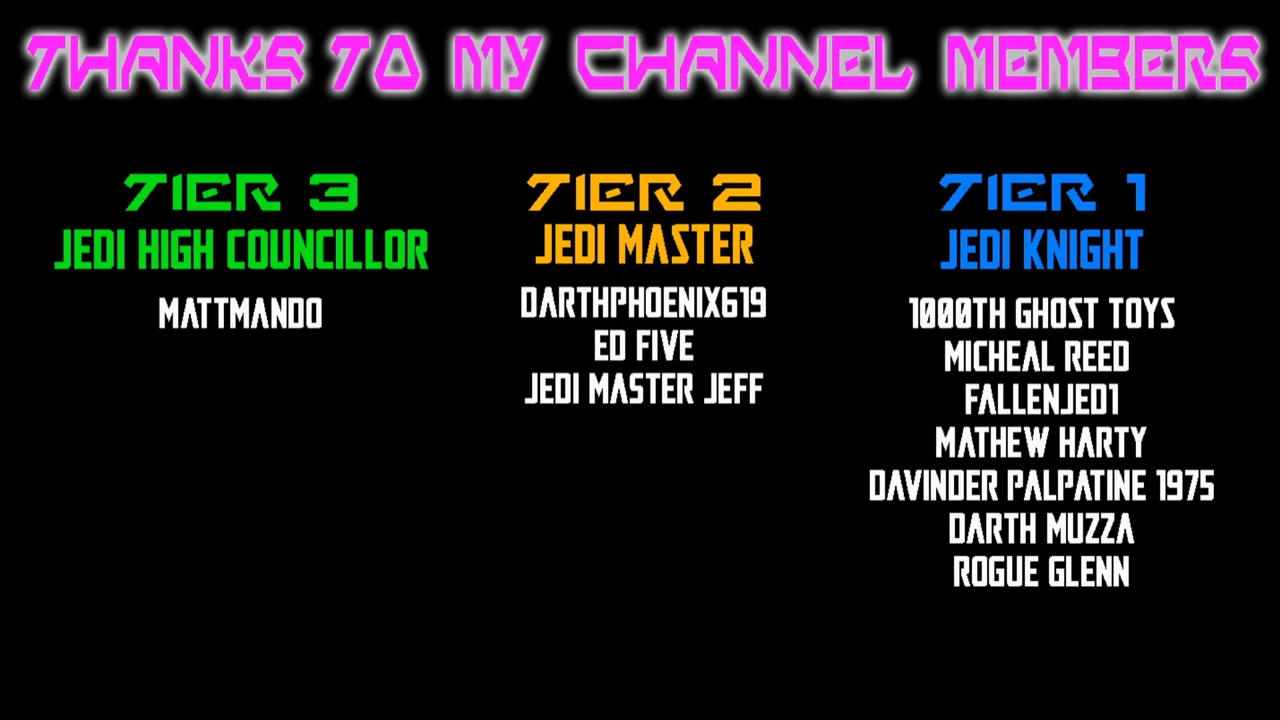 THANKS TO MY CHANNEL MEMBERS
TIER 3
JEDI HIGH COUNCILLOR
MATTMANDO
TIER 2
JEDI MASTER
DARTHPHOENIX619
ED FIVE
JEDI MASTER JEFF
TIER 1
JEDI KNIGHT
1000TH GHOST TOYS
MICHEAL REED
FALLENJED1
MATHEW HARTY
DAVINDER PALPATINE 1975
DARTH MUZZA
ROGUE GLENN